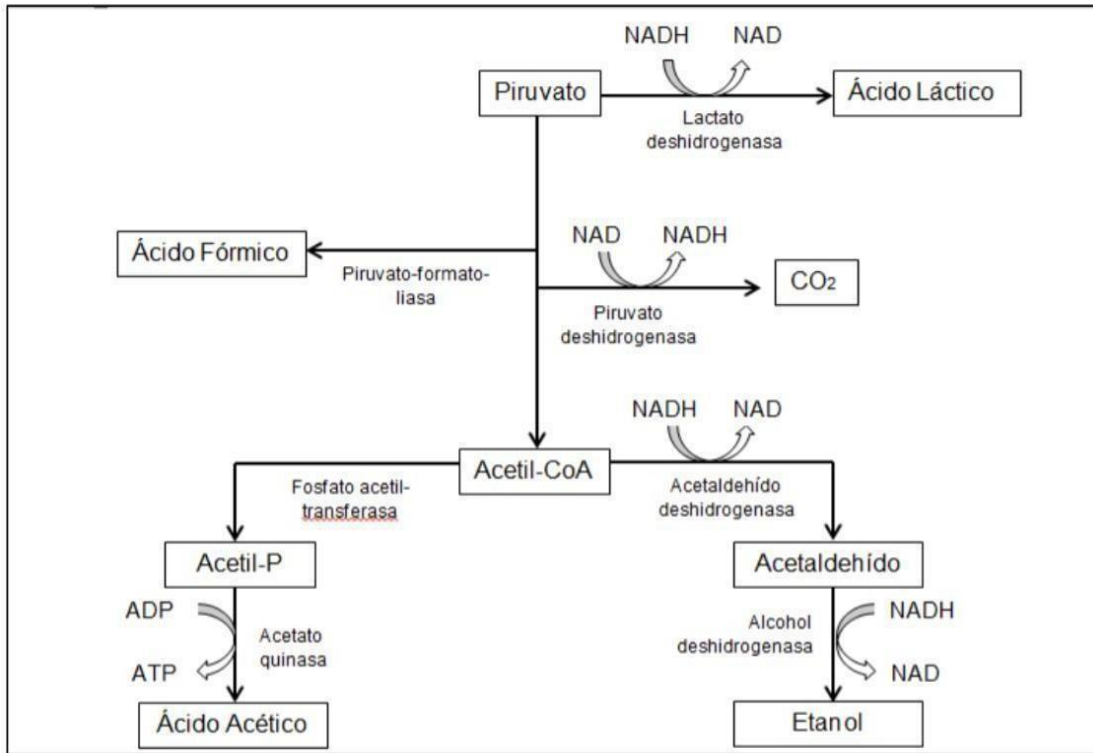 NADH NAD
Piruvato
Ácido Láctico
Lactato
deshidrogenasa
NAD NADH
Ácido Fórmico
Piruvato-formato-
liasa
CO₂
Piruvato
deshidrogenasa
NADH NAD
Acetil-CoA
Fosfato acetil-
transferasa
Acetaldehído
deshidrogenasa
Acetil-P
Acetaldehído
ADP
ATP
Acetato
quinasa
Alcohol
deshidrogenasa
NADH
NAD
Ácido Acético
Etanol